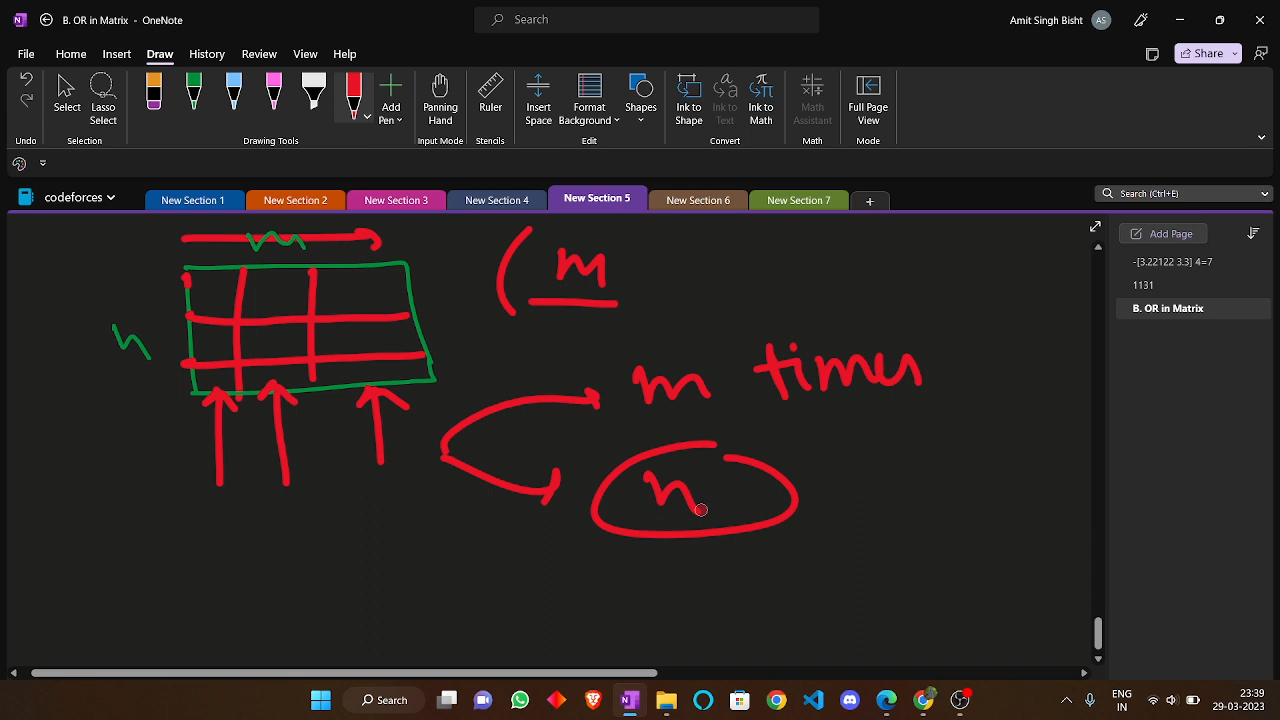 B. OR in Matrix - OneNote
Search
Amit Singh Bisht
AS
File Home Insert Draw History Review View Help
Share
Undo
Select
Lasso Select
Selection
Add Pen
Drawing Tools
Panning Hand
Input Mode
Ruler
Stencils
Insert Space
Format Background
Shapes
Edit
Ink to Shape
Ink to Text
Ink to Math
Convert
Math Assistant
Math
Full Page View
Mode
codeforces
New Section 1
New Section 2
New Section 3
New Section 4
New Section 5
New Section 6
New Section 7
Search (Ctrl+E)
Add Page
-[3.22122 3.3] 4=7
1131
B. OR in Matrix
m
n
(m
m times
n
Search
ENG
IN
23:39
29-03-2023